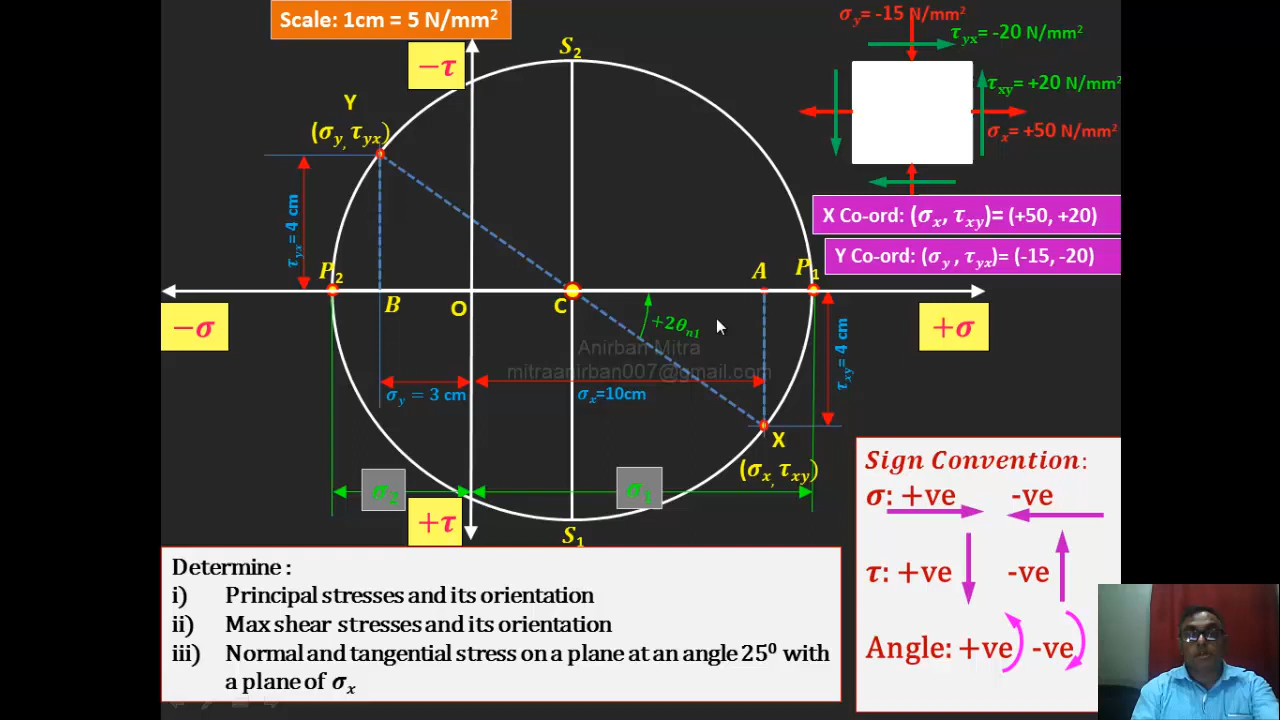 Scale: 1cm = 5 N/mm²
σy= -15 N/mm²
τyx= -20 N/mm²
−τ
S₂
Y
(σy, τyx)
τxy= +20 N/mm²
σx= +50 N/mm²
τyx= 4 cm
X Co-ord: (σx, τxy)= (+50, +20)
Y Co-ord: (σy , τyx)= (-15, -20)
P₂
B
O
C
A
P₁
−σ
+σ
+2θn1
Anirban Mitra
mitraanirban007@gmail.com
τxy= 4 cm
σy = 3 cm
σx=10cm
X
(σx, τxy)
σ₂
σ₁
+τ
S₁
Sign Convention:
σ: +ve -ve
τ: +ve -ve
Angle: +ve -ve
Determine :
i) Principal stresses and its orientation
ii) Max shear stresses and its orientation
iii) Normal and tangential stress on a plane at an angle 25⁰ with
a plane of σx